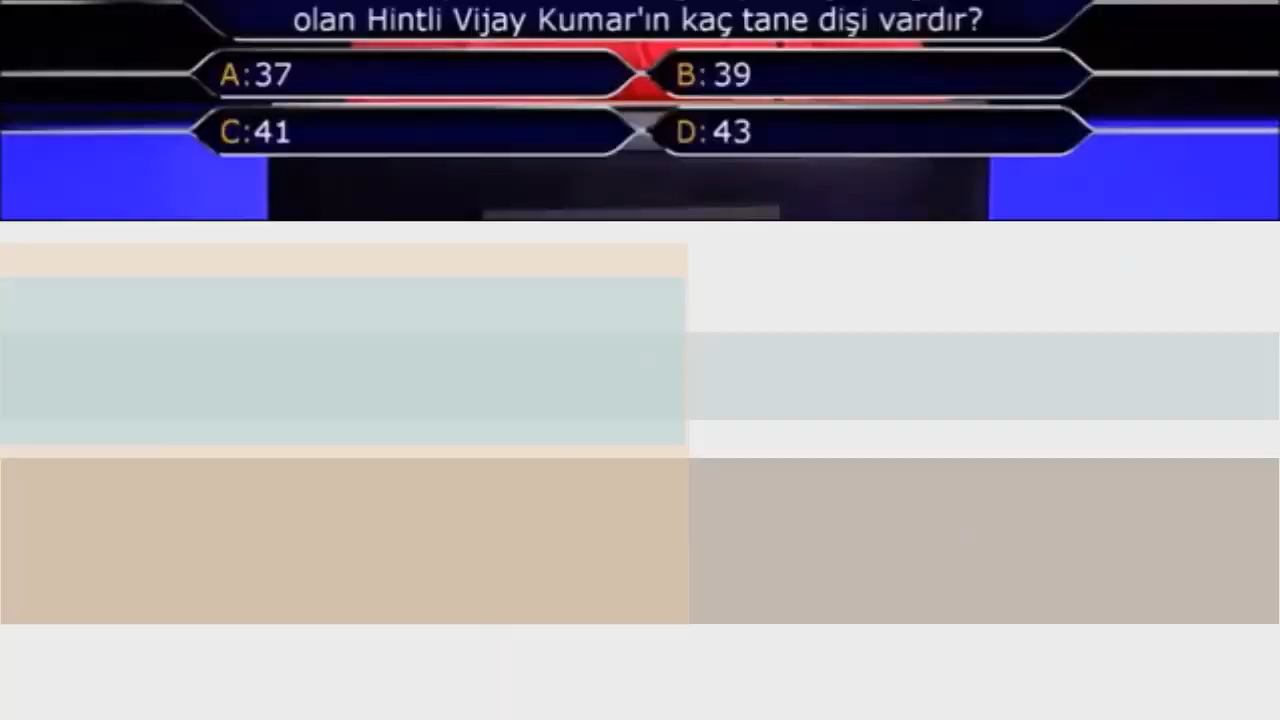 olan Hintli Vijay Kumar'ın kaç tane dişi vardır?
A: 37
B: 39
C: 41
D: 43